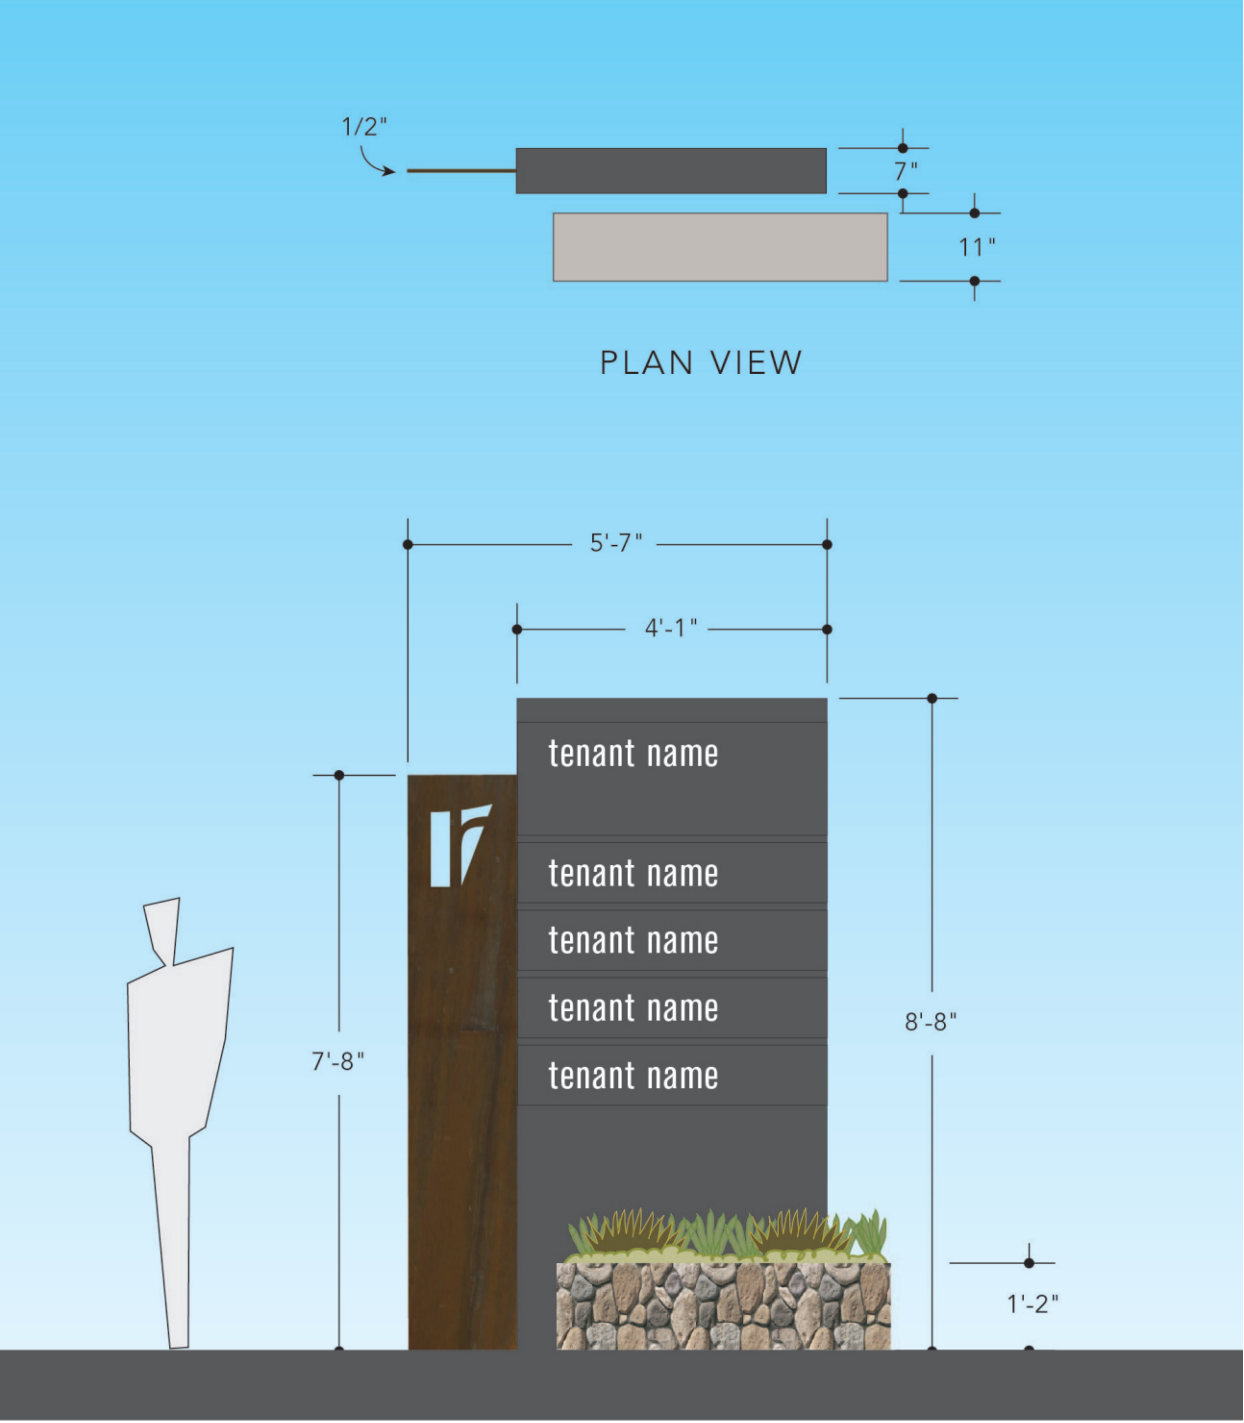 1/2"
7"
11"
PLAN VIEW
5'-7"
4'-1"
tenant name
tenant name
tenant name
tenant name
tenant name
8'-8"
7'-8"
1'-2"